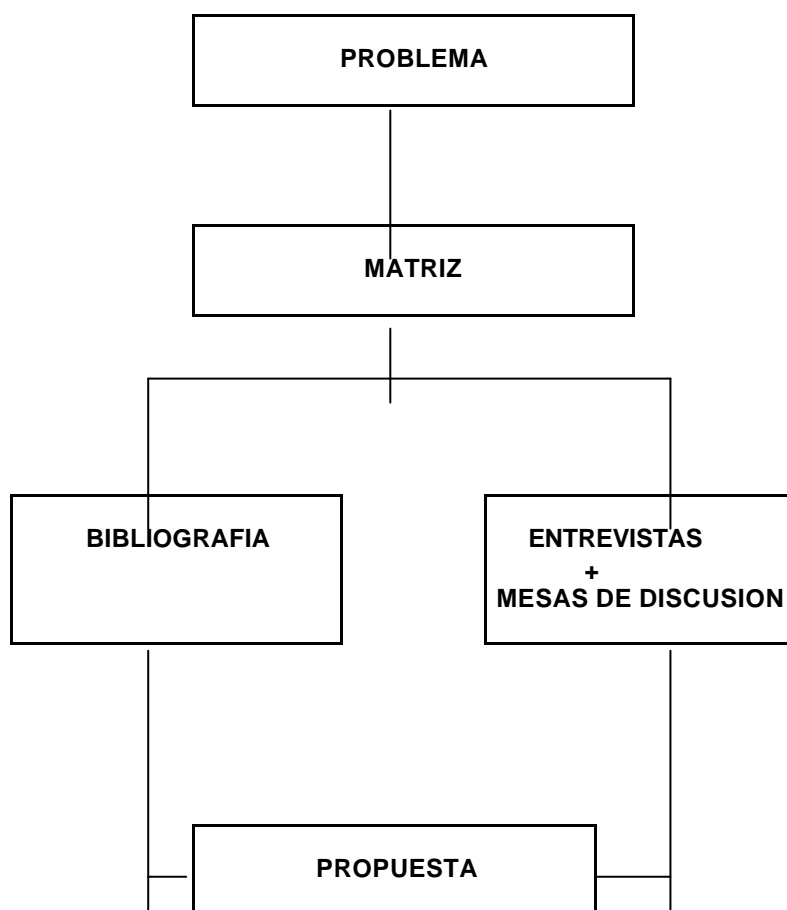 PROBLEMA
MATRIZ
BIBLIOGRAFIA
ENTREVISTAS
+
MESAS DE DISCUSION
PROPUESTA